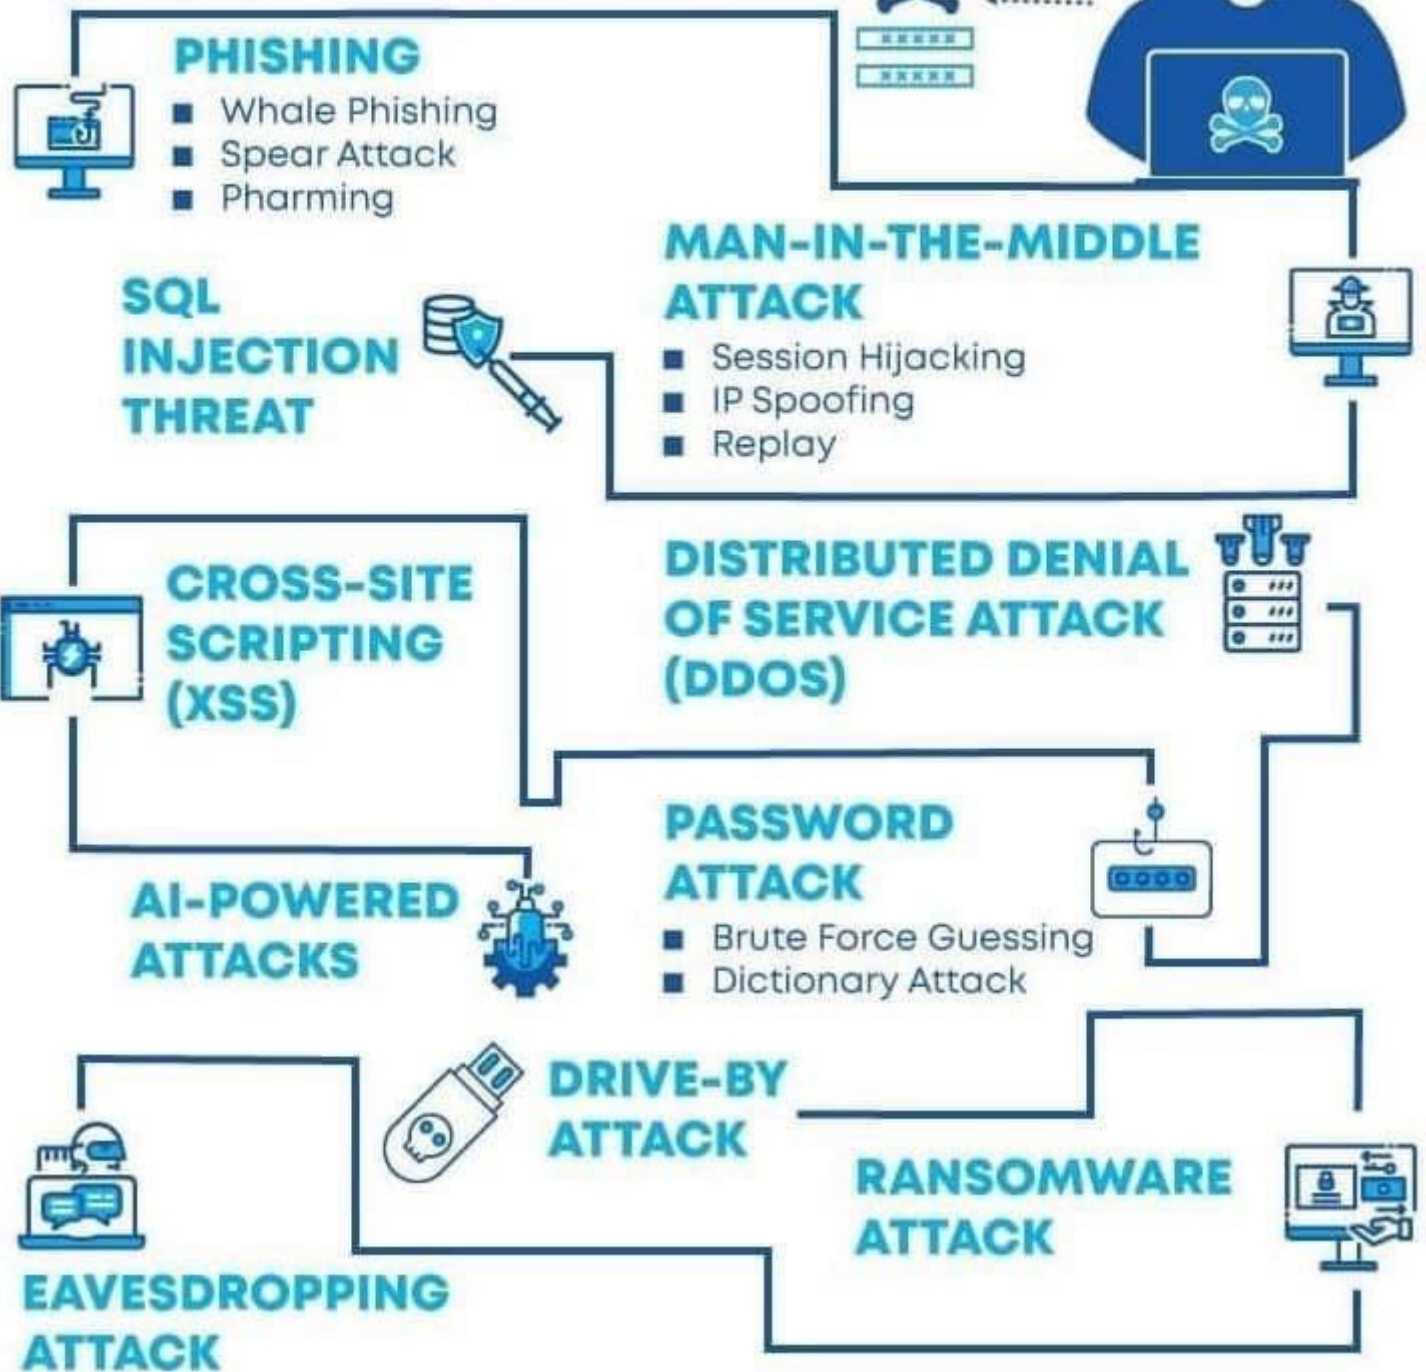 ×××××
×××××
PHISHING
Whale Phishing
Spear Attack
Pharming
MAN-IN-THE-MIDDLE
ATTACK
Session Hijacking
IP Spoofing
Replay
SQL
INJECTION
THREAT
CROSS-SITE
SCRIPTING
(XSS)
DISTRIBUTED DENIAL
OF SERVICE ATTACK
(DDOS)
PASSWORD
ATTACK
Brute Force Guessing
Dictionary Attack
AI-POWERED
ATTACKS
DRIVE-BY
ATTACK
RANSOMWARE
ATTACK
EAVESDROPPING
ATTACK